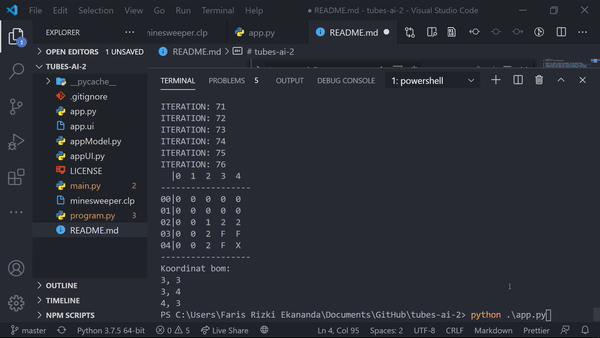 File Edit Selection View Go Run Terminal Help README.md - tubes-ai-2 - Visual Studio Code
EXPLORER
minesweeper.clp app.py README.md
OPEN EDITORS 1 UNSAVED
README.md > # tubes-ai-2
TUBES-AI-2
__pycache__
.gitignore
app.py
app.ui
appModel.py
appUI.py
LICENSE
main.py 2
minesweeper.clp
program.py 3
README.md
OUTLINE
TIMELINE
NPM SCRIPTS
TERMINAL PROBLEMS 5 OUTPUT DEBUG CONSOLE 1: powershell
ITERATION: 71
ITERATION: 72
ITERATION: 73
ITERATION: 74
ITERATION: 75
ITERATION: 76
|0 1 2 3 4
------------------
00|0 0 0 0 0
01|0 0 0 0 0
02|0 0 1 2 2
03|0 0 2 F F
04|0 0 2 F X
------------------
Koordinat bom:
3, 3
3, 4
4, 3
PS C:\Users\Faris Rizki Ekananda\Documents\GitHub\tubes-ai-2> python .\app.py
master Python 3.7.5 64-bit 0 5 Live Share Ln 4, Col 95 Spaces: 2 UTF-8 CRLF Markdown Prettier